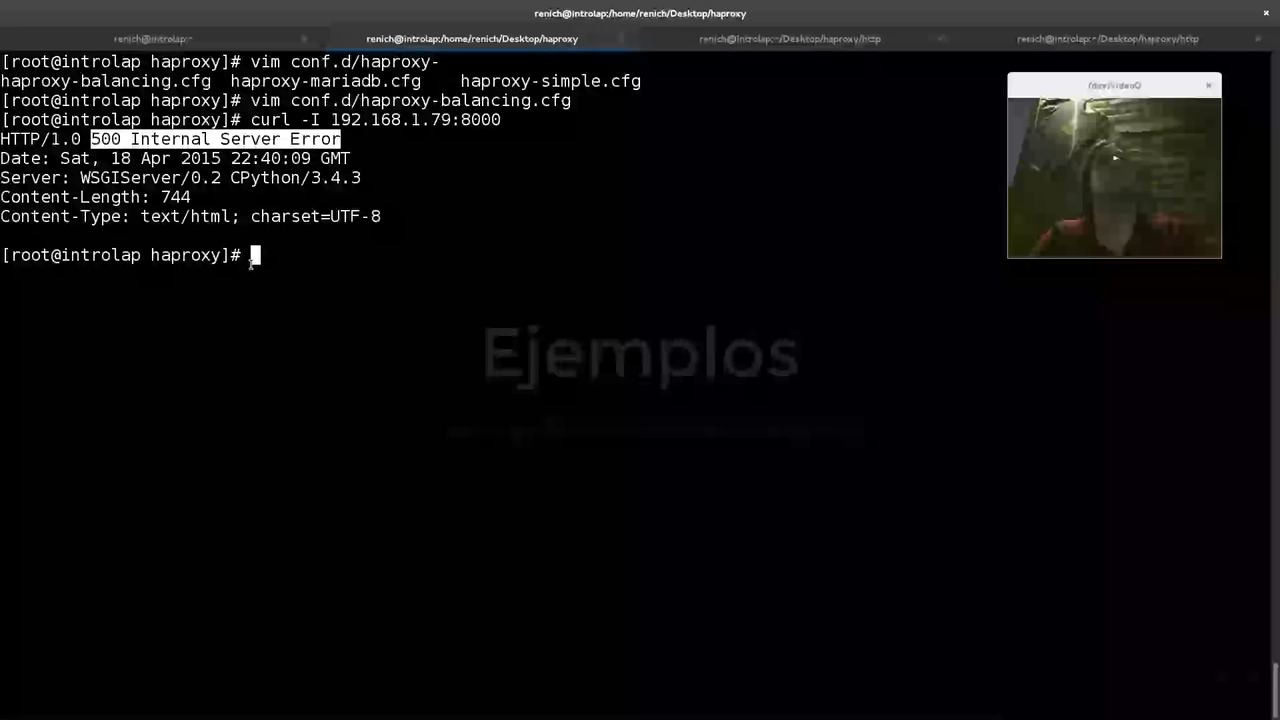 renich@introlap:/home/renich/Desktop/haproxy
renich@introlap:~
renich@introlap:/home/renich/Desktop/haproxy
renich@introlap:~/Desktop/haproxy/http
renich@introlap:~/Desktop/haproxy/http
[root@introlap haproxy]# vim conf.d/haproxy-
haproxy-balancing.cfg haproxy-mariadb.cfg haproxy-simple.cfg
[root@introlap haproxy]# vim conf.d/haproxy-balancing.cfg
[root@introlap haproxy]# curl -I 192.168.1.79:8000
HTTP/1.0 500 Internal Server Error
Date: Sat, 18 Apr 2015 22:40:09 GMT
Server: WSGIServer/0.2 CPython/3.4.3
Content-Length: 744
Content-Type: text/html; charset=UTF-8
[root@introlap haproxy]#
/dev/video0
Ejemplos